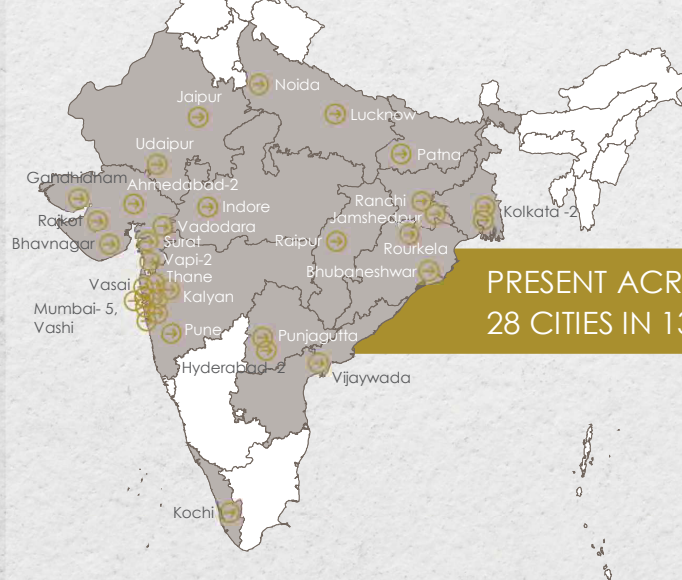 Noida
Jaipur
Lucknow
Udaipur
Patna
Gandhidham
Ahmedabad-2
Indore
Ranchi
Kolkata -2
Rajkot
Jamshedpur
Vadodara
Bhavnagar
Surat
Raipur
Rourkela
Vapi-2
Bhubaneshwar
Thane
Vasai
Kalyan
Mumbai- 5,
Vashi
Pune
Punjagutta
Hyderabad -2
Vijaywada
Kochi
PRESENT ACR
28 CITIES IN 13